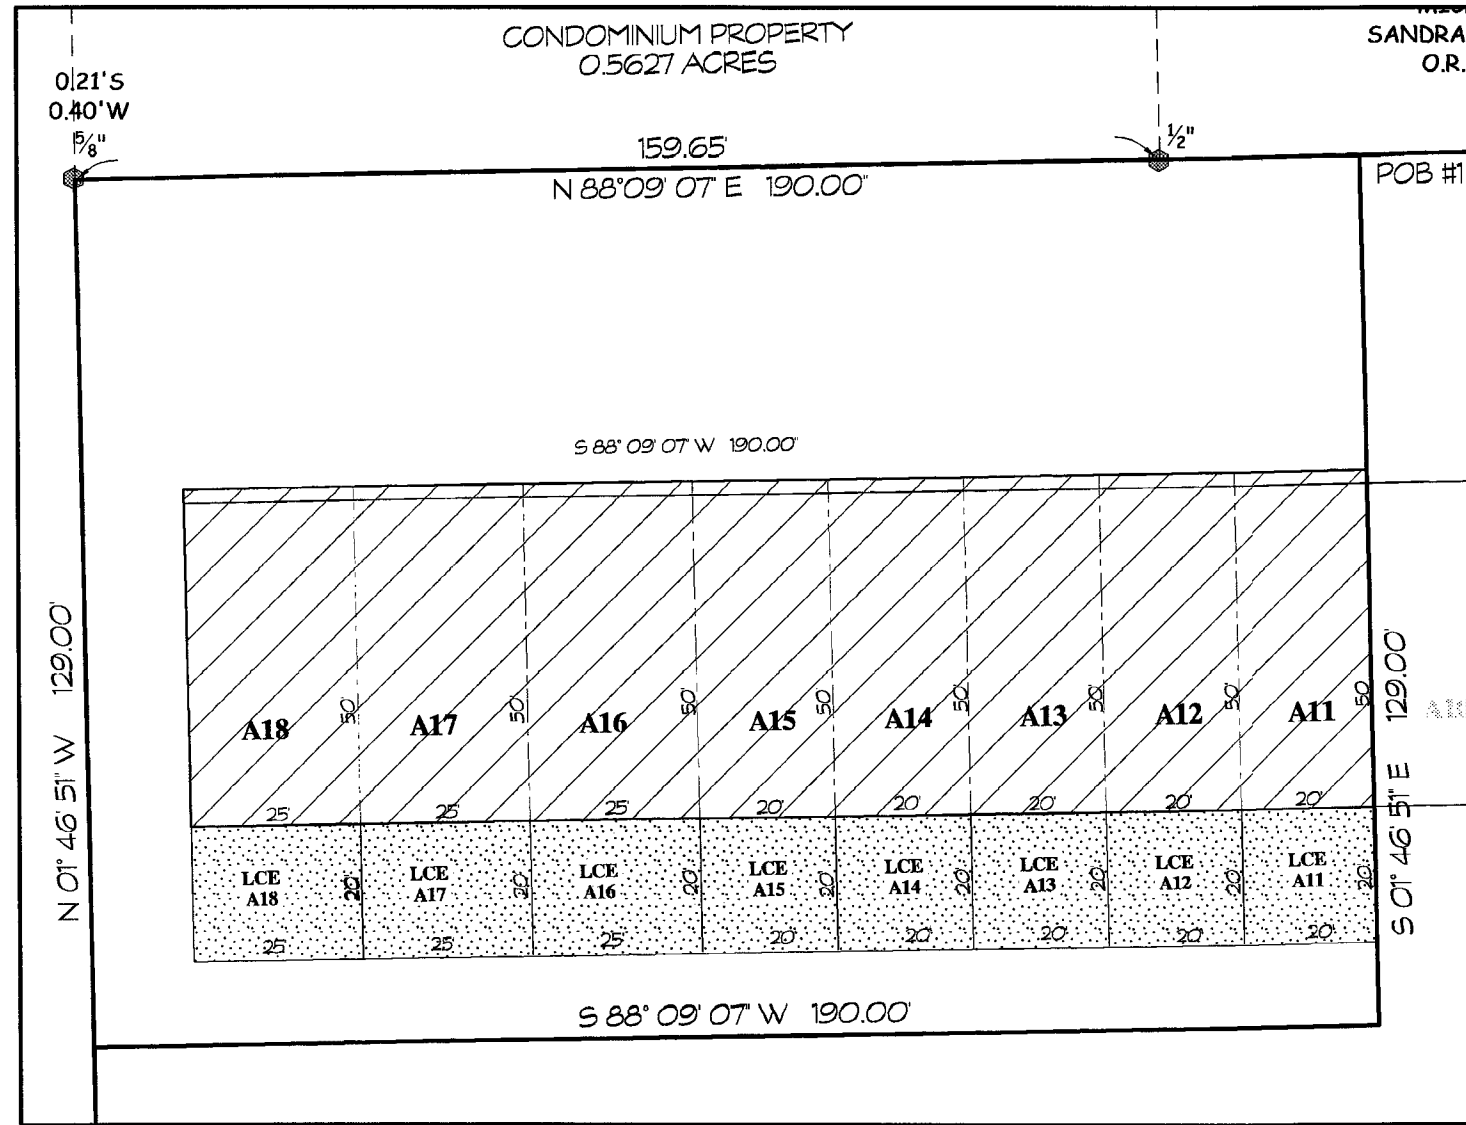 CONDOMINIUM PROPERTY
0.5627 ACRES
SANDRA
O.R.
0.21'S
0.40'W
5/8"
1/2"
159.65'
N 88°09' 07" E 190.00"
POB #1
S 88° 09' 07" W 190.00"
N 01° 46' 51" W 129.00'
S 01° 46' 51" E 129.00'
A18 50' A17 50' A16 50' A15 50' A14 50' A13 50' A12 50' A11 50
25' 25' 25' 20' 20' 20' 20' 20'
LCE A18 20' LCE A17 20' LCE A16 20' LCE A15 20' LCE A14 20' LCE A13 20' LCE A12 20' LCE A11 20'
25' 25' 25' 20' 20' 20' 20' 20'
S 88° 09' 07" W 190.00'